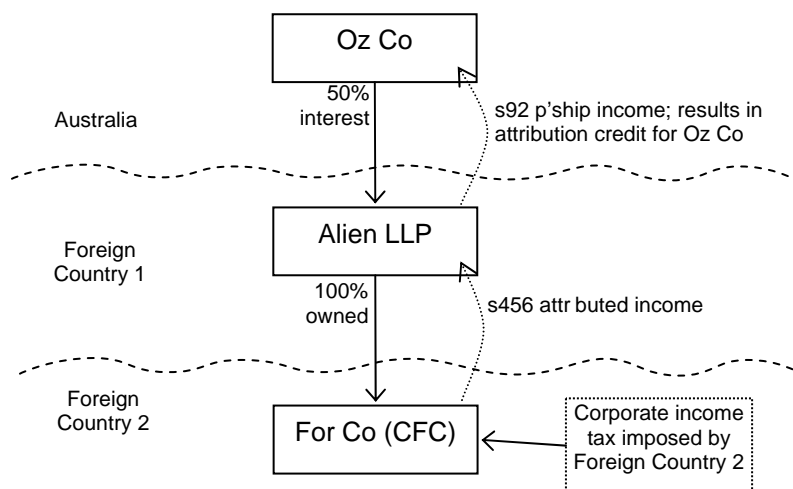 Oz Co
50%
interest
s92 p'ship income; results in
attribution credit for Oz Co
Australia
Alien LLP
Foreign
Country 1
100%
owned
s456 attr buted income
Foreign
Country 2
For Co (CFC)
Corporate income
tax imposed by
Foreign Country 2